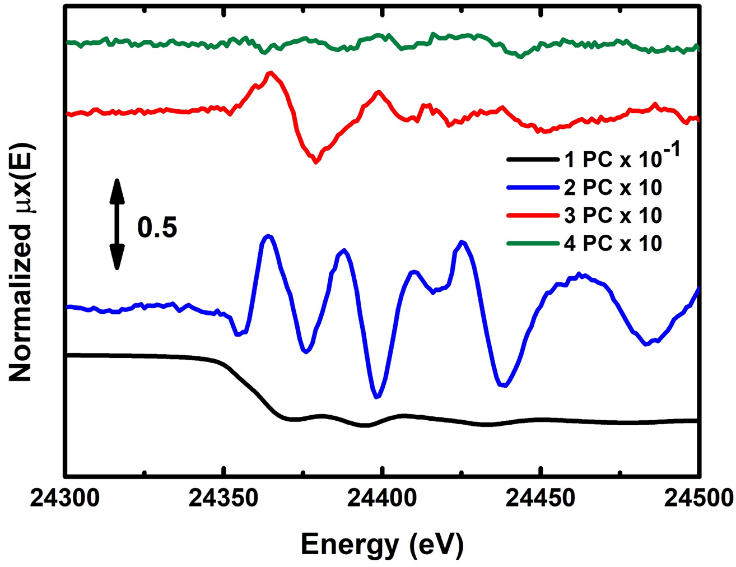 Normalized μx(E)
0.5
1 PC x 10⁻¹
2 PC x 10
3 PC x 10
4 PC x 10
24300 24350 24400 24450 24500
Energy (eV)